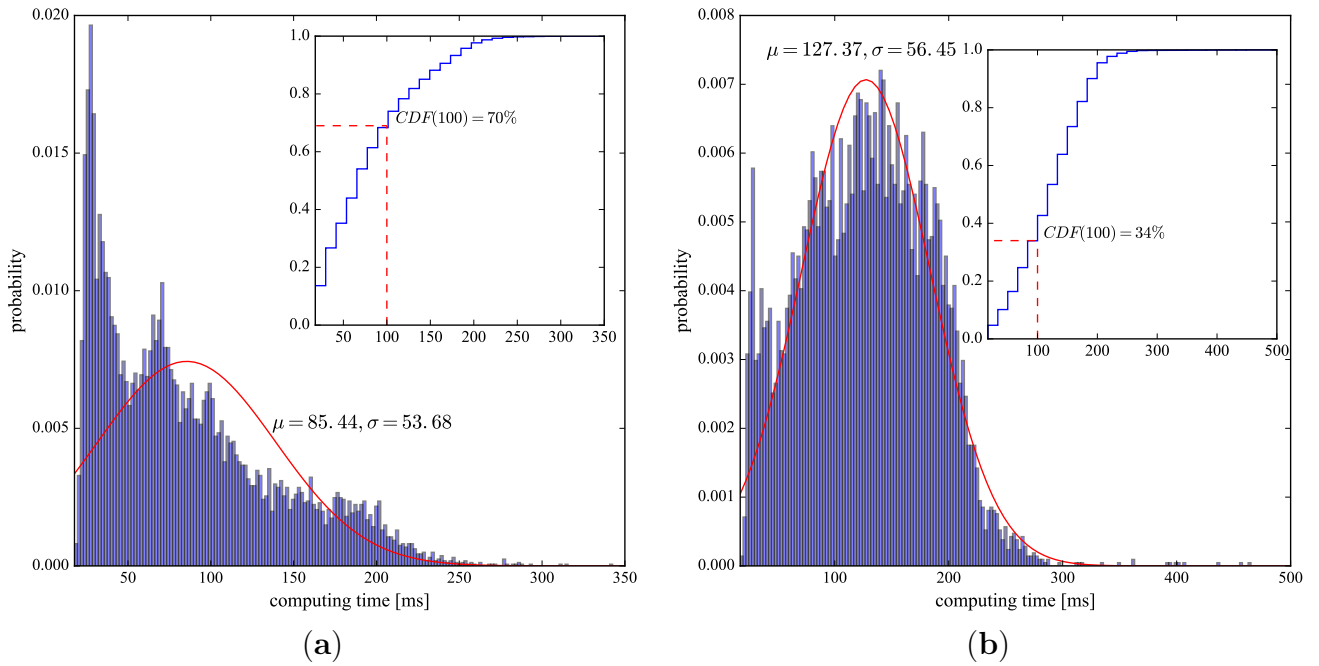 0.020
0.015
0.010
0.005
0.000
probability
50 100 150 200 250 300 350
computing time [ms]
μ = 85.44, σ = 53.68
1.0
0.8
0.6
0.4
0.2
0.0
50 100 150 200 250 300 350
CDF(100) = 70%
(a)
0.008
0.007
0.006
0.005
0.004
0.003
0.002
0.001
0.000
probability
100 200 300 400 500
computing time [ms]
μ = 127.37, σ = 56.45
1.0
0.8
0.6
0.4
0.2
0.0
100 200 300 400 500
CDF(100) = 34%
(b)